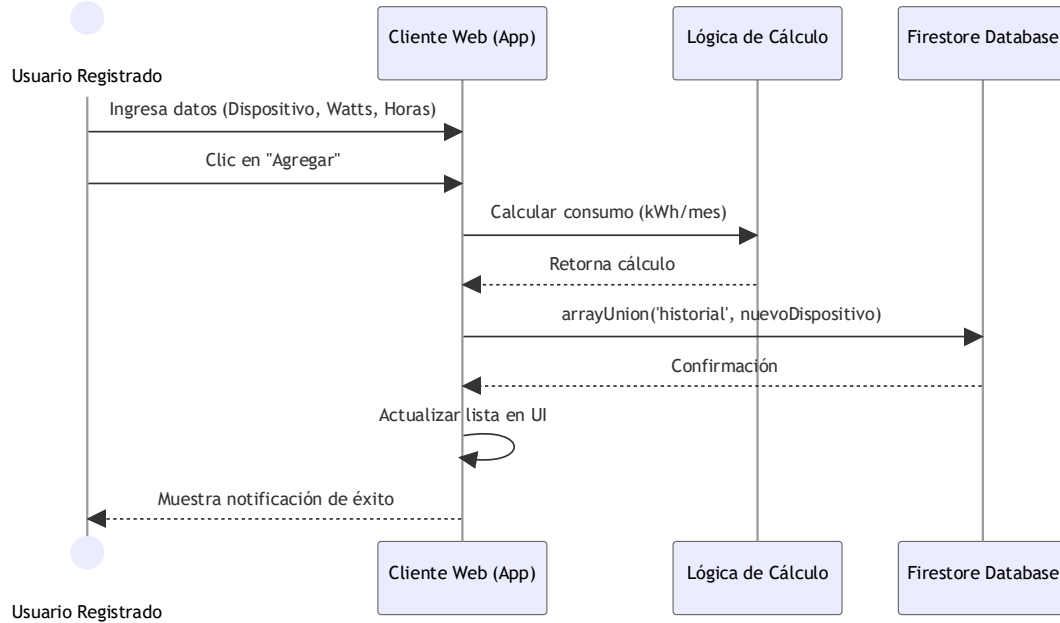 Cliente Web (App)
Lógica de Cálculo
Firestore Database
Usuario Registrado
Ingresa datos (Dispositivo, Watts, Horas)
Clic en "Agregar"
Calcular consumo (kWh/mes)
Retorna cálculo
arrayUnion('historial', nuevoDispositivo)
Confirmación
Actualizar lista en UI
Muestra notificación de éxito
Cliente Web (App)
Lógica de Cálculo
Firestore Database
Usuario Registrado